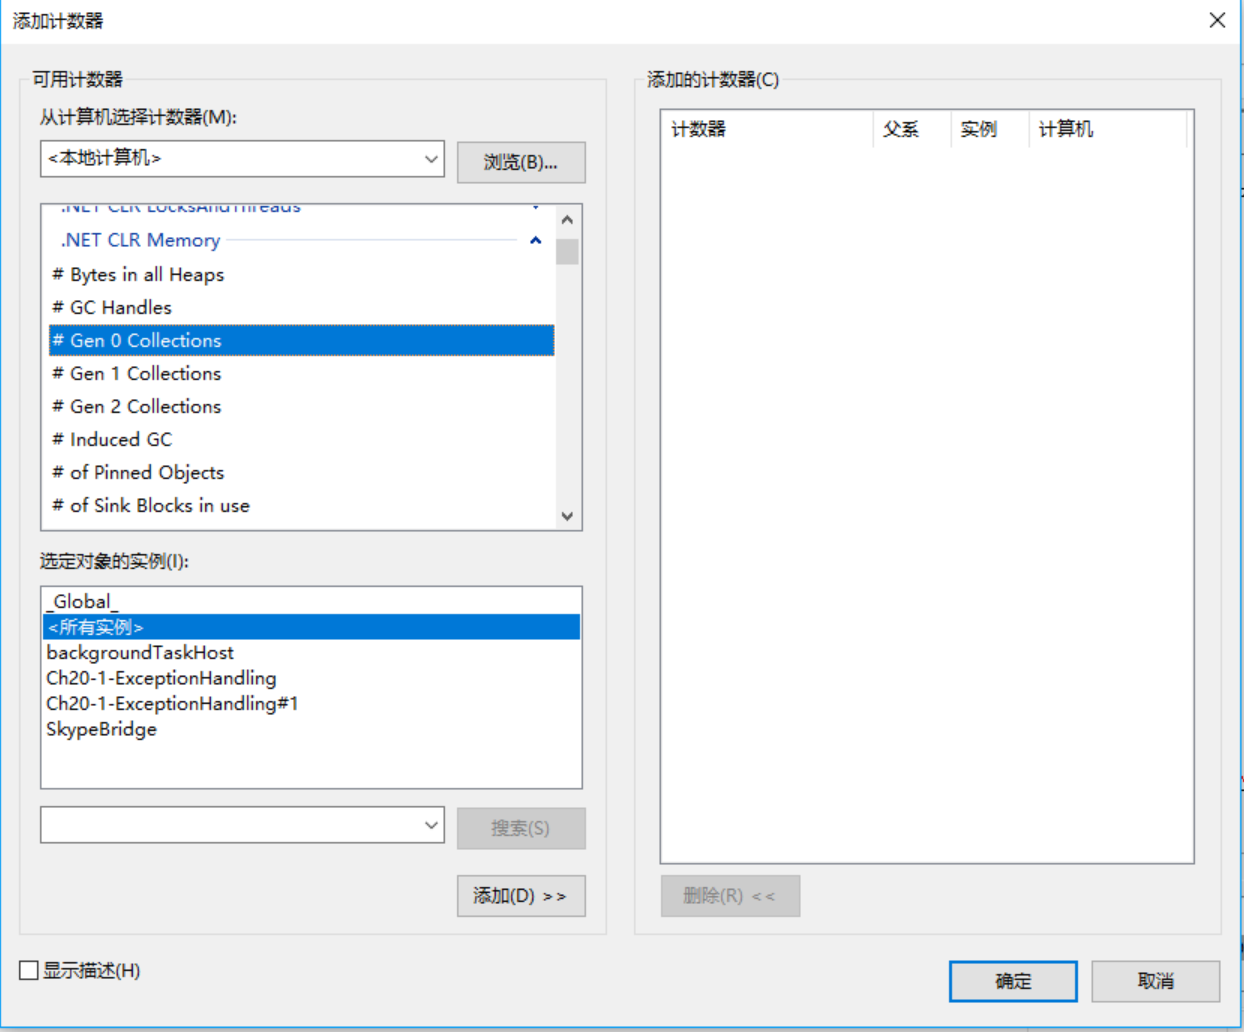 添加计数器
可用计数器
从计算机选择计数器(M):
<本地计算机>
浏览(B)...
.NET CLR LocksAndThreads
.NET CLR Memory
# Bytes in all Heaps
# GC Handles
# Gen 0 Collections
# Gen 1 Collections
# Gen 2 Collections
# Induced GC
# of Pinned Objects
# of Sink Blocks in use
选定对象的实例(I):
_Global_
<所有实例>
backgroundTaskHost
Ch20-1-ExceptionHandling
Ch20-1-ExceptionHandling#1
SkypeBridge
搜索(S)
添加(D) >>
显示描述(H)
添加的计数器(C)
计数器 父系 实例 计算机
删除(R) <<
确定 取消